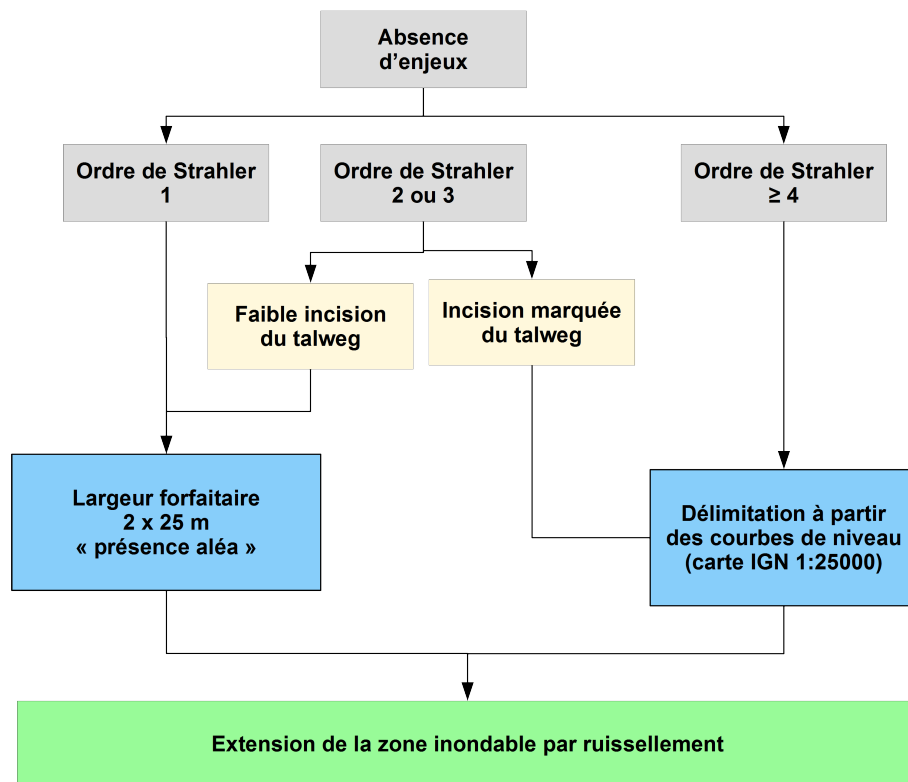 Absence
d'enjeux
Ordre de Strahler
1
Ordre de Strahler
2 ou 3
Ordre de Strahler
≥ 4
Faible incision
du talweg
Incision marquée
du talweg
Largeur forfaitaire
2 x 25 m
« présence aléa »
Délimitation à partir
des courbes de niveau
(carte IGN 1:25000)
Extension de la zone inondable par ruissellement